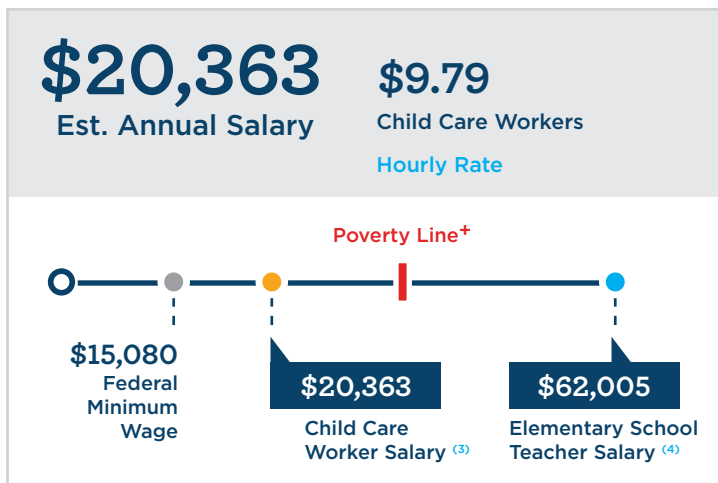 $20,363
Est. Annual Salary
$9.79
Child Care Workers
Hourly Rate
Poverty Line+
$15,080
Federal
Minimum
Wage
$20,363
Child Care
Worker Salary (3)
$62,005
Elementary School
Teacher Salary (4)